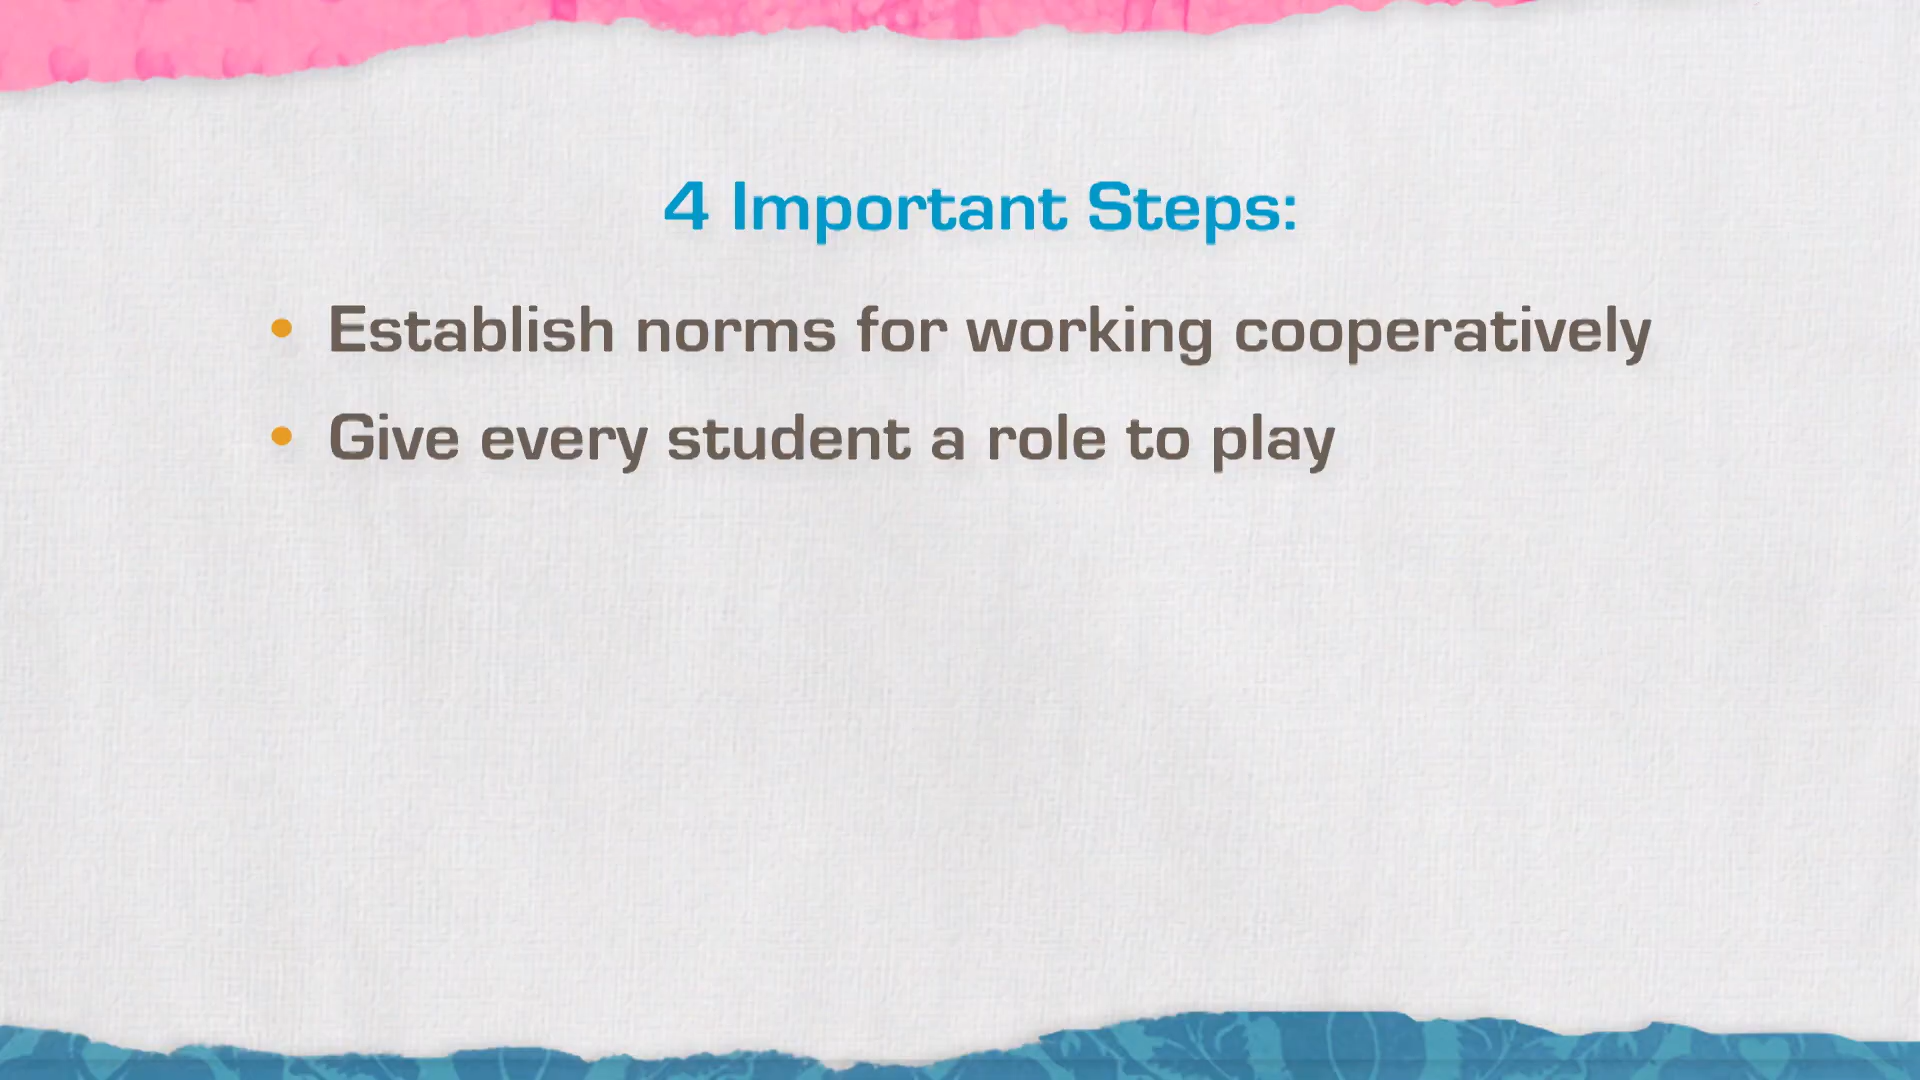 4 Important Steps:
• Establish norms for working cooperatively
• Give every student a role to play